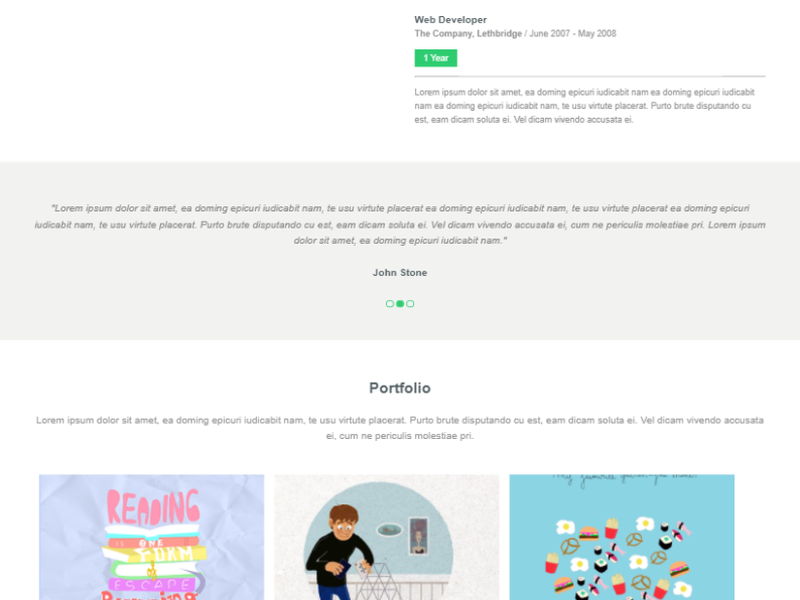 Web Developer
The Company, Lethbridge / June 2007 - May 2008
1 Year
Lorem ipsum dolor sit amet, ea doming epicuri iudicabit nam ea doming epicuri iudicabit
nam ea doming epicuri iudicabit nam, te usu virtute placerat. Purto brute disputando cu
est, eam dicam soluta ei. Vel dicam vivendo accusata ei.
"Lorem ipsum dolor sit amet, ea doming epicuri iudicabit nam, te usu virtute placerat ea doming epicuri iudicabit nam, te usu virtute placerat ea doming epicuri
iudicabit nam, te usu virtute placerat. Purto brute disputando cu est, eam dicam soluta ei. Vel dicam vivendo accusata ei, cum ne periculis molestiae pri. Lorem ipsum
dolor sit amet, ea doming epicuri iudicabit nam."
John Stone
Portfolio
Lorem ipsum dolor sit amet, ea doming epicuri iudicabit nam, te usu virtute placerat. Purto brute disputando cu est, eam dicam soluta ei. Vel dicam vivendo accusata
ei, cum ne periculis molestiae pri.
READING
ONE
FORM
ESCAPE